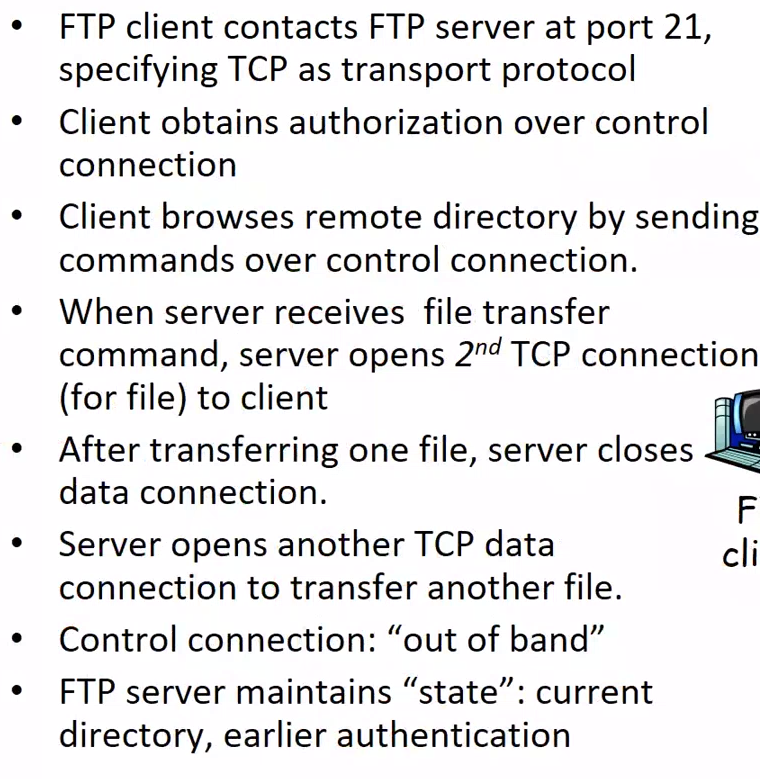 • FTP client contacts FTP server at port 21,
specifying TCP as transport protocol
• Client obtains authorization over control
connection
• Client browses remote directory by sending
commands over control connection.
• When server receives  file transfer
command, server opens 2nd TCP connection
(for file) to client
• After transferring one file, server closes
data connection.
• Server opens another TCP data
connection to transfer another file.
• Control connection: “out of band”
• FTP server maintains “state”: current
directory, earlier authentication
F
cli